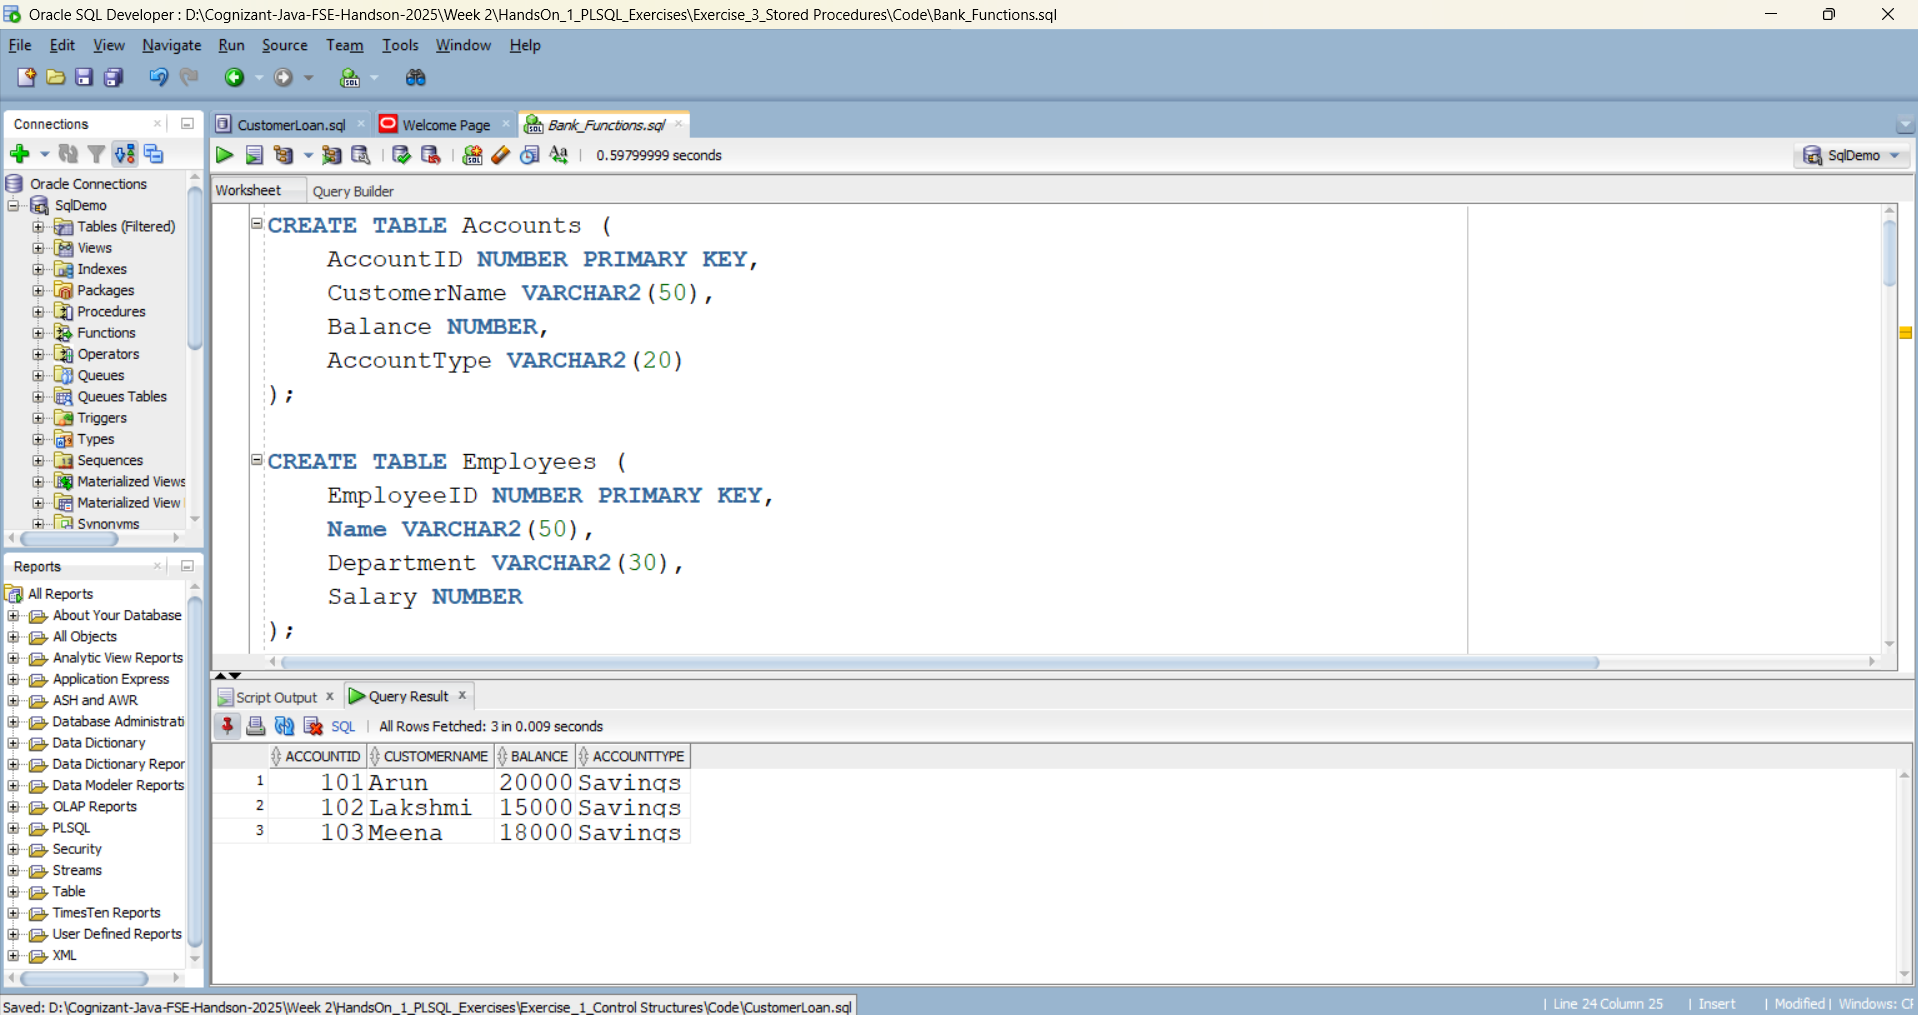 Oracle SQL Developer : D:\Cognizant-Java-FSE-Handson-2025\Week 2\HandsOn_1_PLSQL_Exercises\Exercise_3_Stored Procedures\Code\Bank_Functions.sql
File Edit View Navigate Run Source Team Tools Window Help
Connections
CustomerLoan.sql
Welcome Page
Bank_Functions.sql
0.59799999 seconds
SqlDemo
Worksheet
Query Builder
Oracle Connections
SqlDemo
Tables (Filtered)
Views
Indexes
Packages
Procedures
Functions
Operators
Queues
Queues Tables
Triggers
Types
Sequences
Materialized Views
Materialized View
Synonyms
CREATE TABLE Accounts (
AccountID NUMBER PRIMARY KEY,
CustomerName VARCHAR2(50),
Balance NUMBER,
AccountType VARCHAR2(20)
);
CREATE TABLE Employees (
EmployeeID NUMBER PRIMARY KEY,
Name VARCHAR2(50),
Department VARCHAR2(30),
Salary NUMBER
);
Reports
All Reports
About Your Database
All Objects
Analytic View Reports
Application Express
ASH and AWR
Database Administrati
Data Dictionary
Data Dictionary Repor
Data Modeler Reports
OLAP Reports
PLSQL
Security
Streams
Table
TimesTen Reports
User Defined Reports
XML
Script Output
Query Result
SQL
All Rows Fetched: 3 in 0.009 seconds
ACCOUNTID CUSTOMERNAME BALANCE ACCOUNTTYPE
1 101 Arun 20000 Savings
2 102 Lakshmi 15000 Savings
3 103 Meena 18000 Savings
Saved: D:\Cognizant-Java-FSE-Handson-2025\Week 2\HandsOn_1_PLSQL_Exercises\Exercise_1_Control Structures\Code\CustomerLoan.sql
Line 24 Column 25 | Insert | Modified | Windows: C